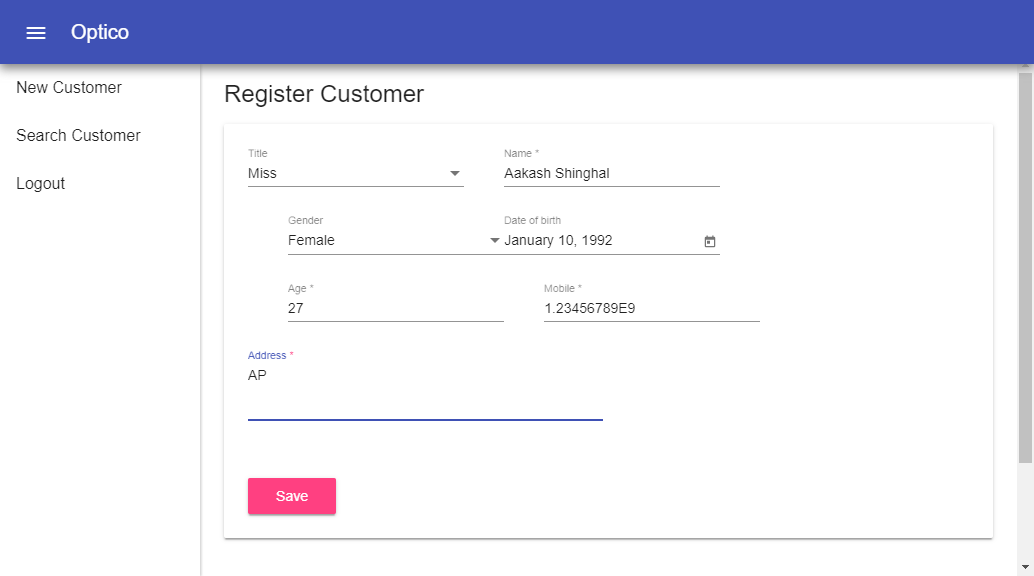 Optico
New Customer
Search Customer
Logout
Register Customer
Title
Miss
Name *
Aakash Shinghal
Gender
Female
Date of birth
January 10, 1992
Age *
27
Mobile *
1.23456789E9
Address *
AP
Save